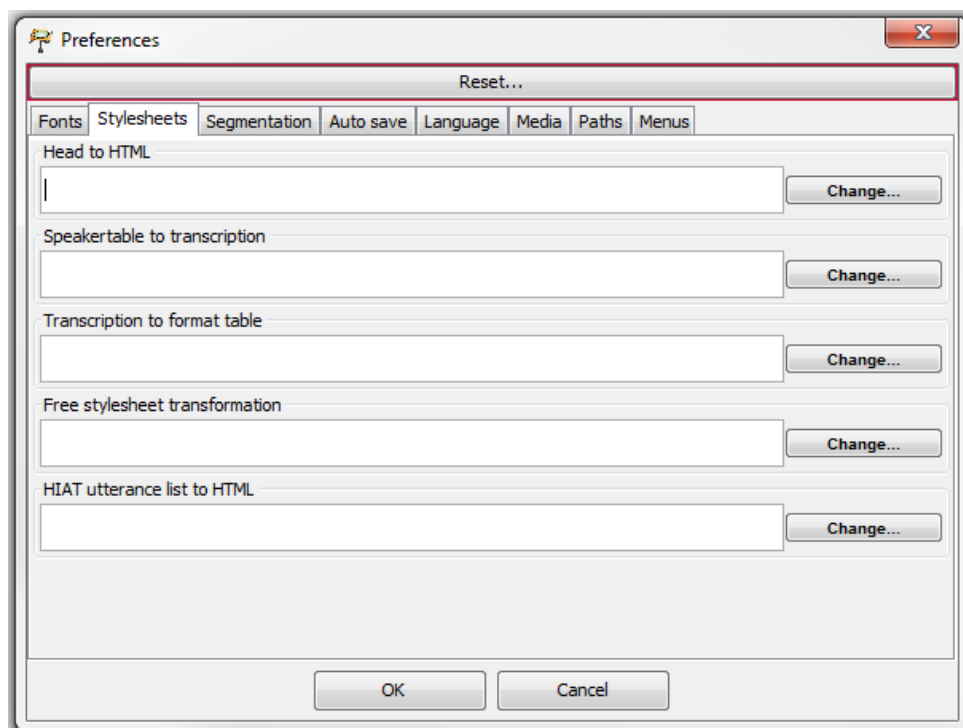 Preferences
Reset...
Fonts Stylesheets Segmentation Auto save Language Media Paths Menus
Head to HTML
Change...
Speakertable to transcription
Change...
Transcription to format table
Change...
Free stylesheet transformation
Change...
HIAT utterance list to HTML
Change...
OK Cancel